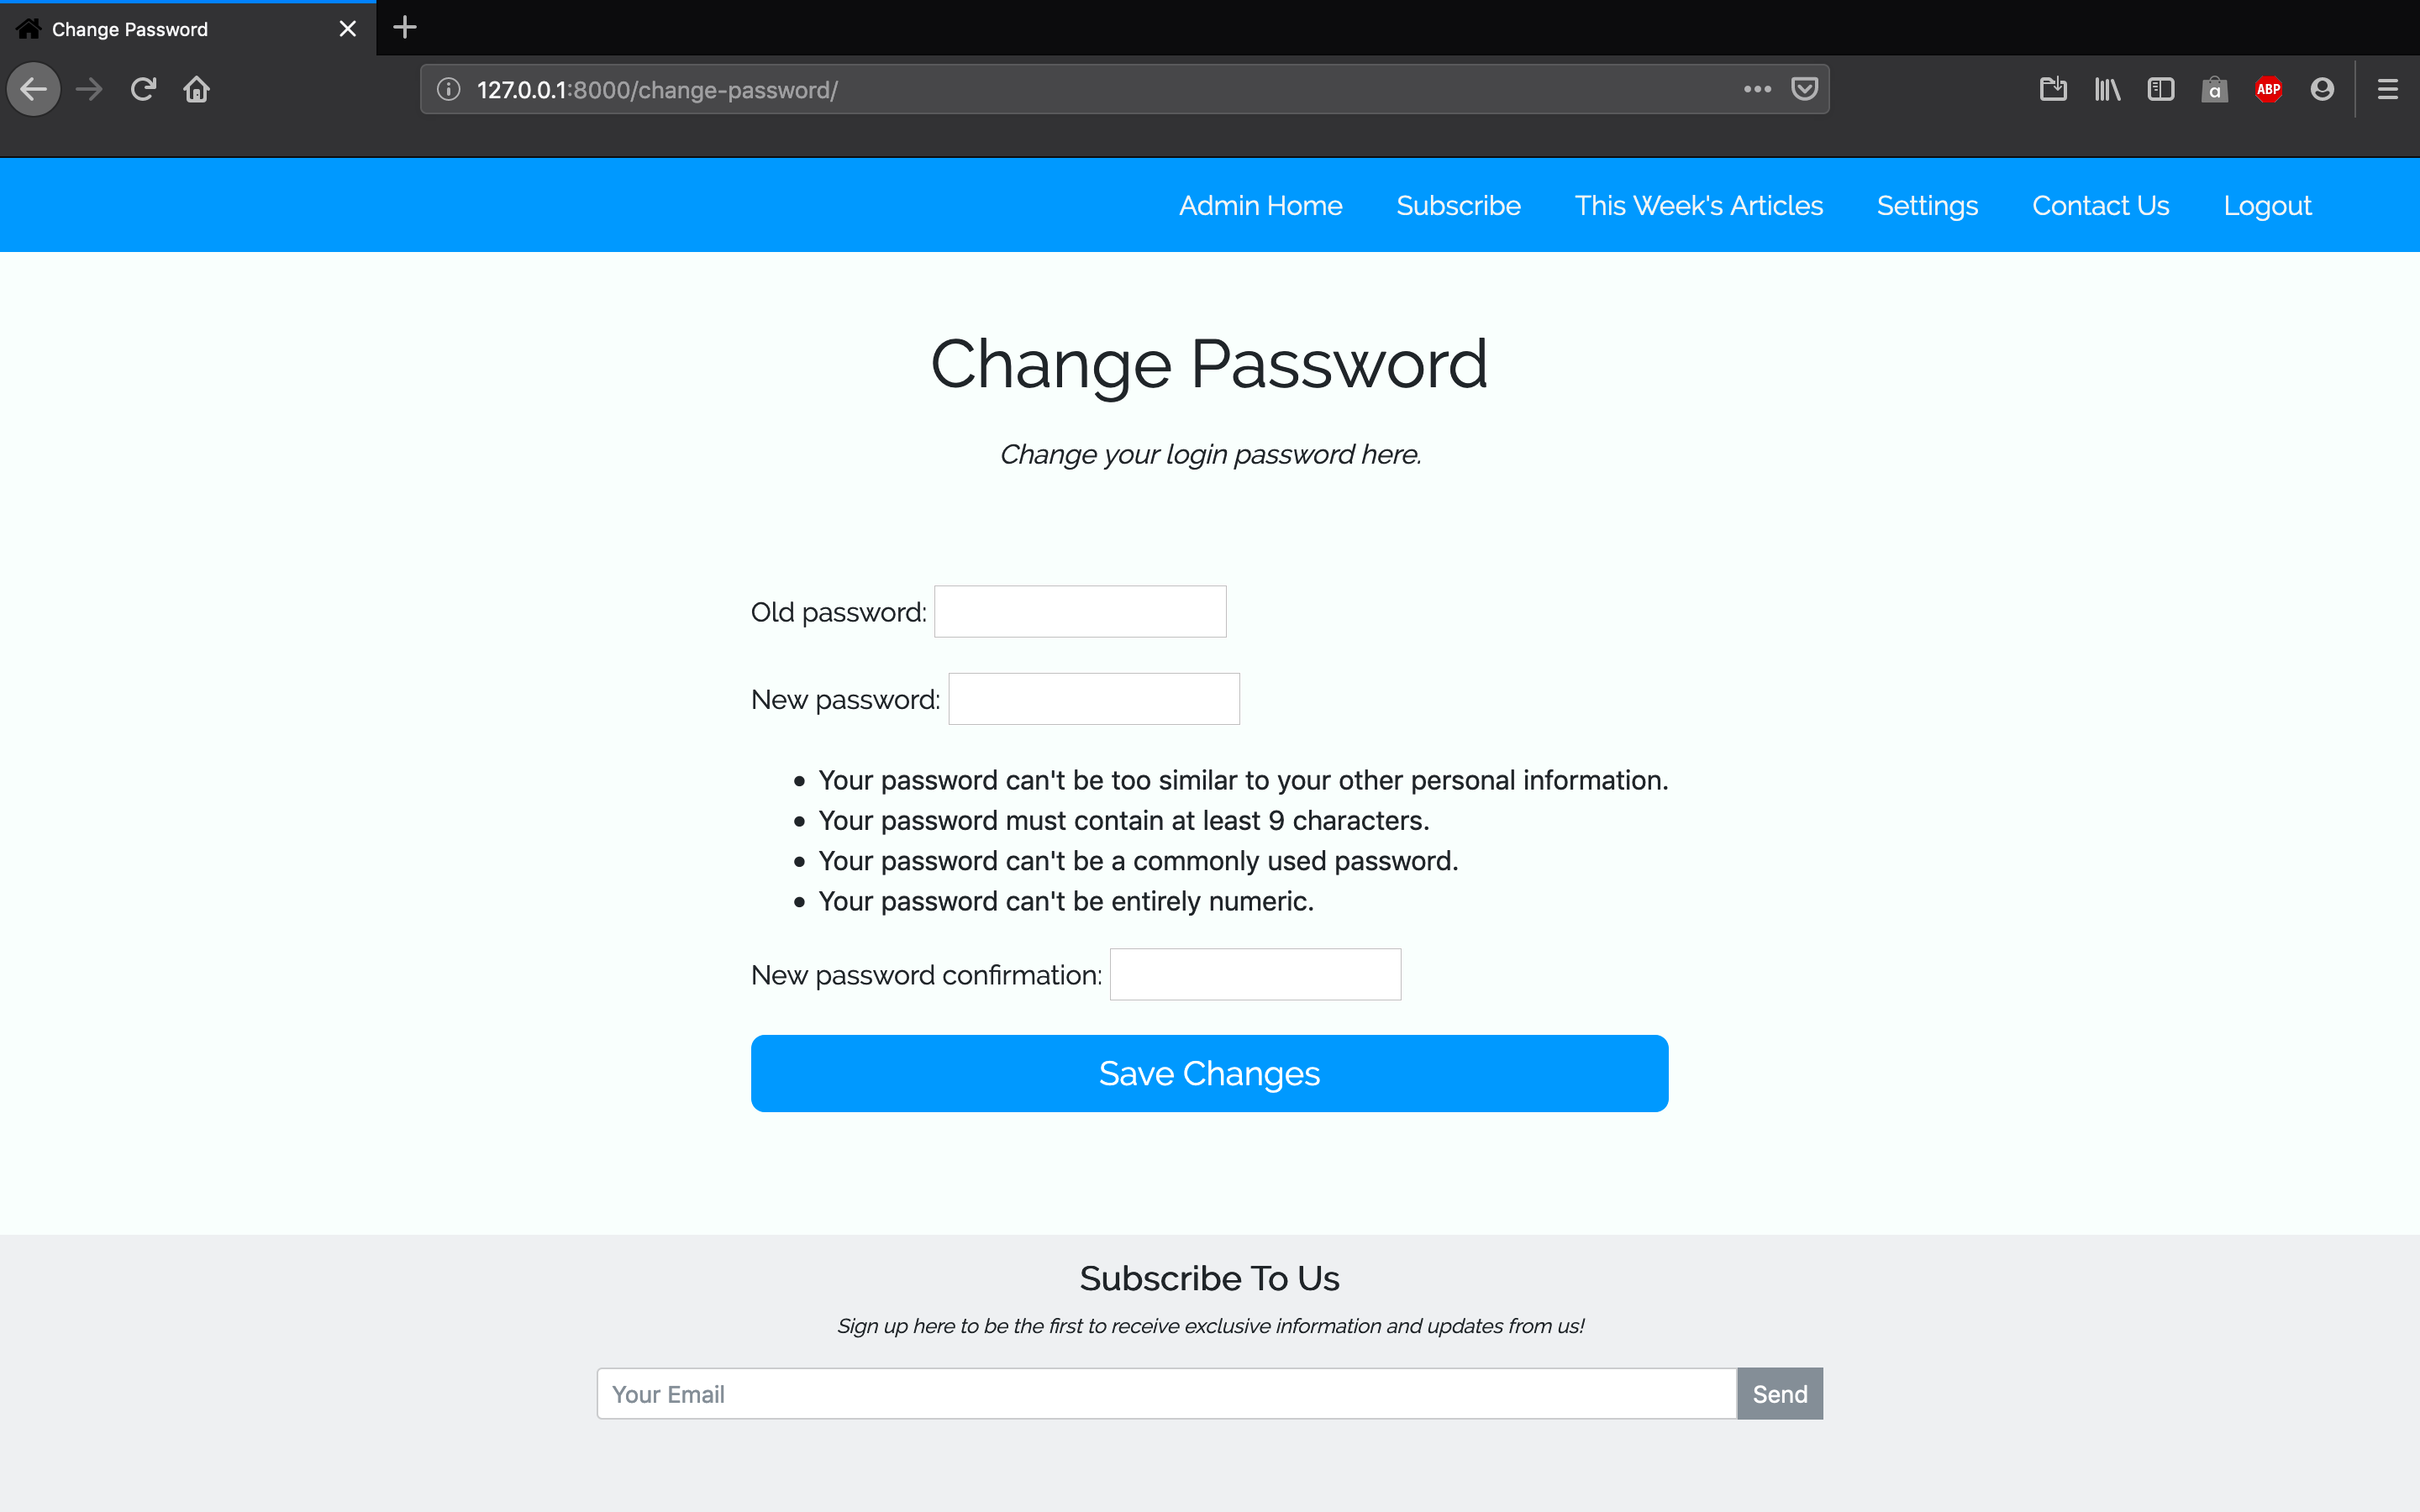 Change Password
127.0.0.1:8000/change-password/
a
ABP
Admin Home Subscribe This Week's Articles Settings Contact Us Logout
Change Password
Change your login password here.
Old password:
New password:
• Your password can't be too similar to your other personal information.
• Your password must contain at least 9 characters.
• Your password can't be a commonly used password.
• Your password can't be entirely numeric.
New password confirmation:
Save Changes
Subscribe To Us
Sign up here to be the first to receive exclusive information and updates from us!
Your Email Send